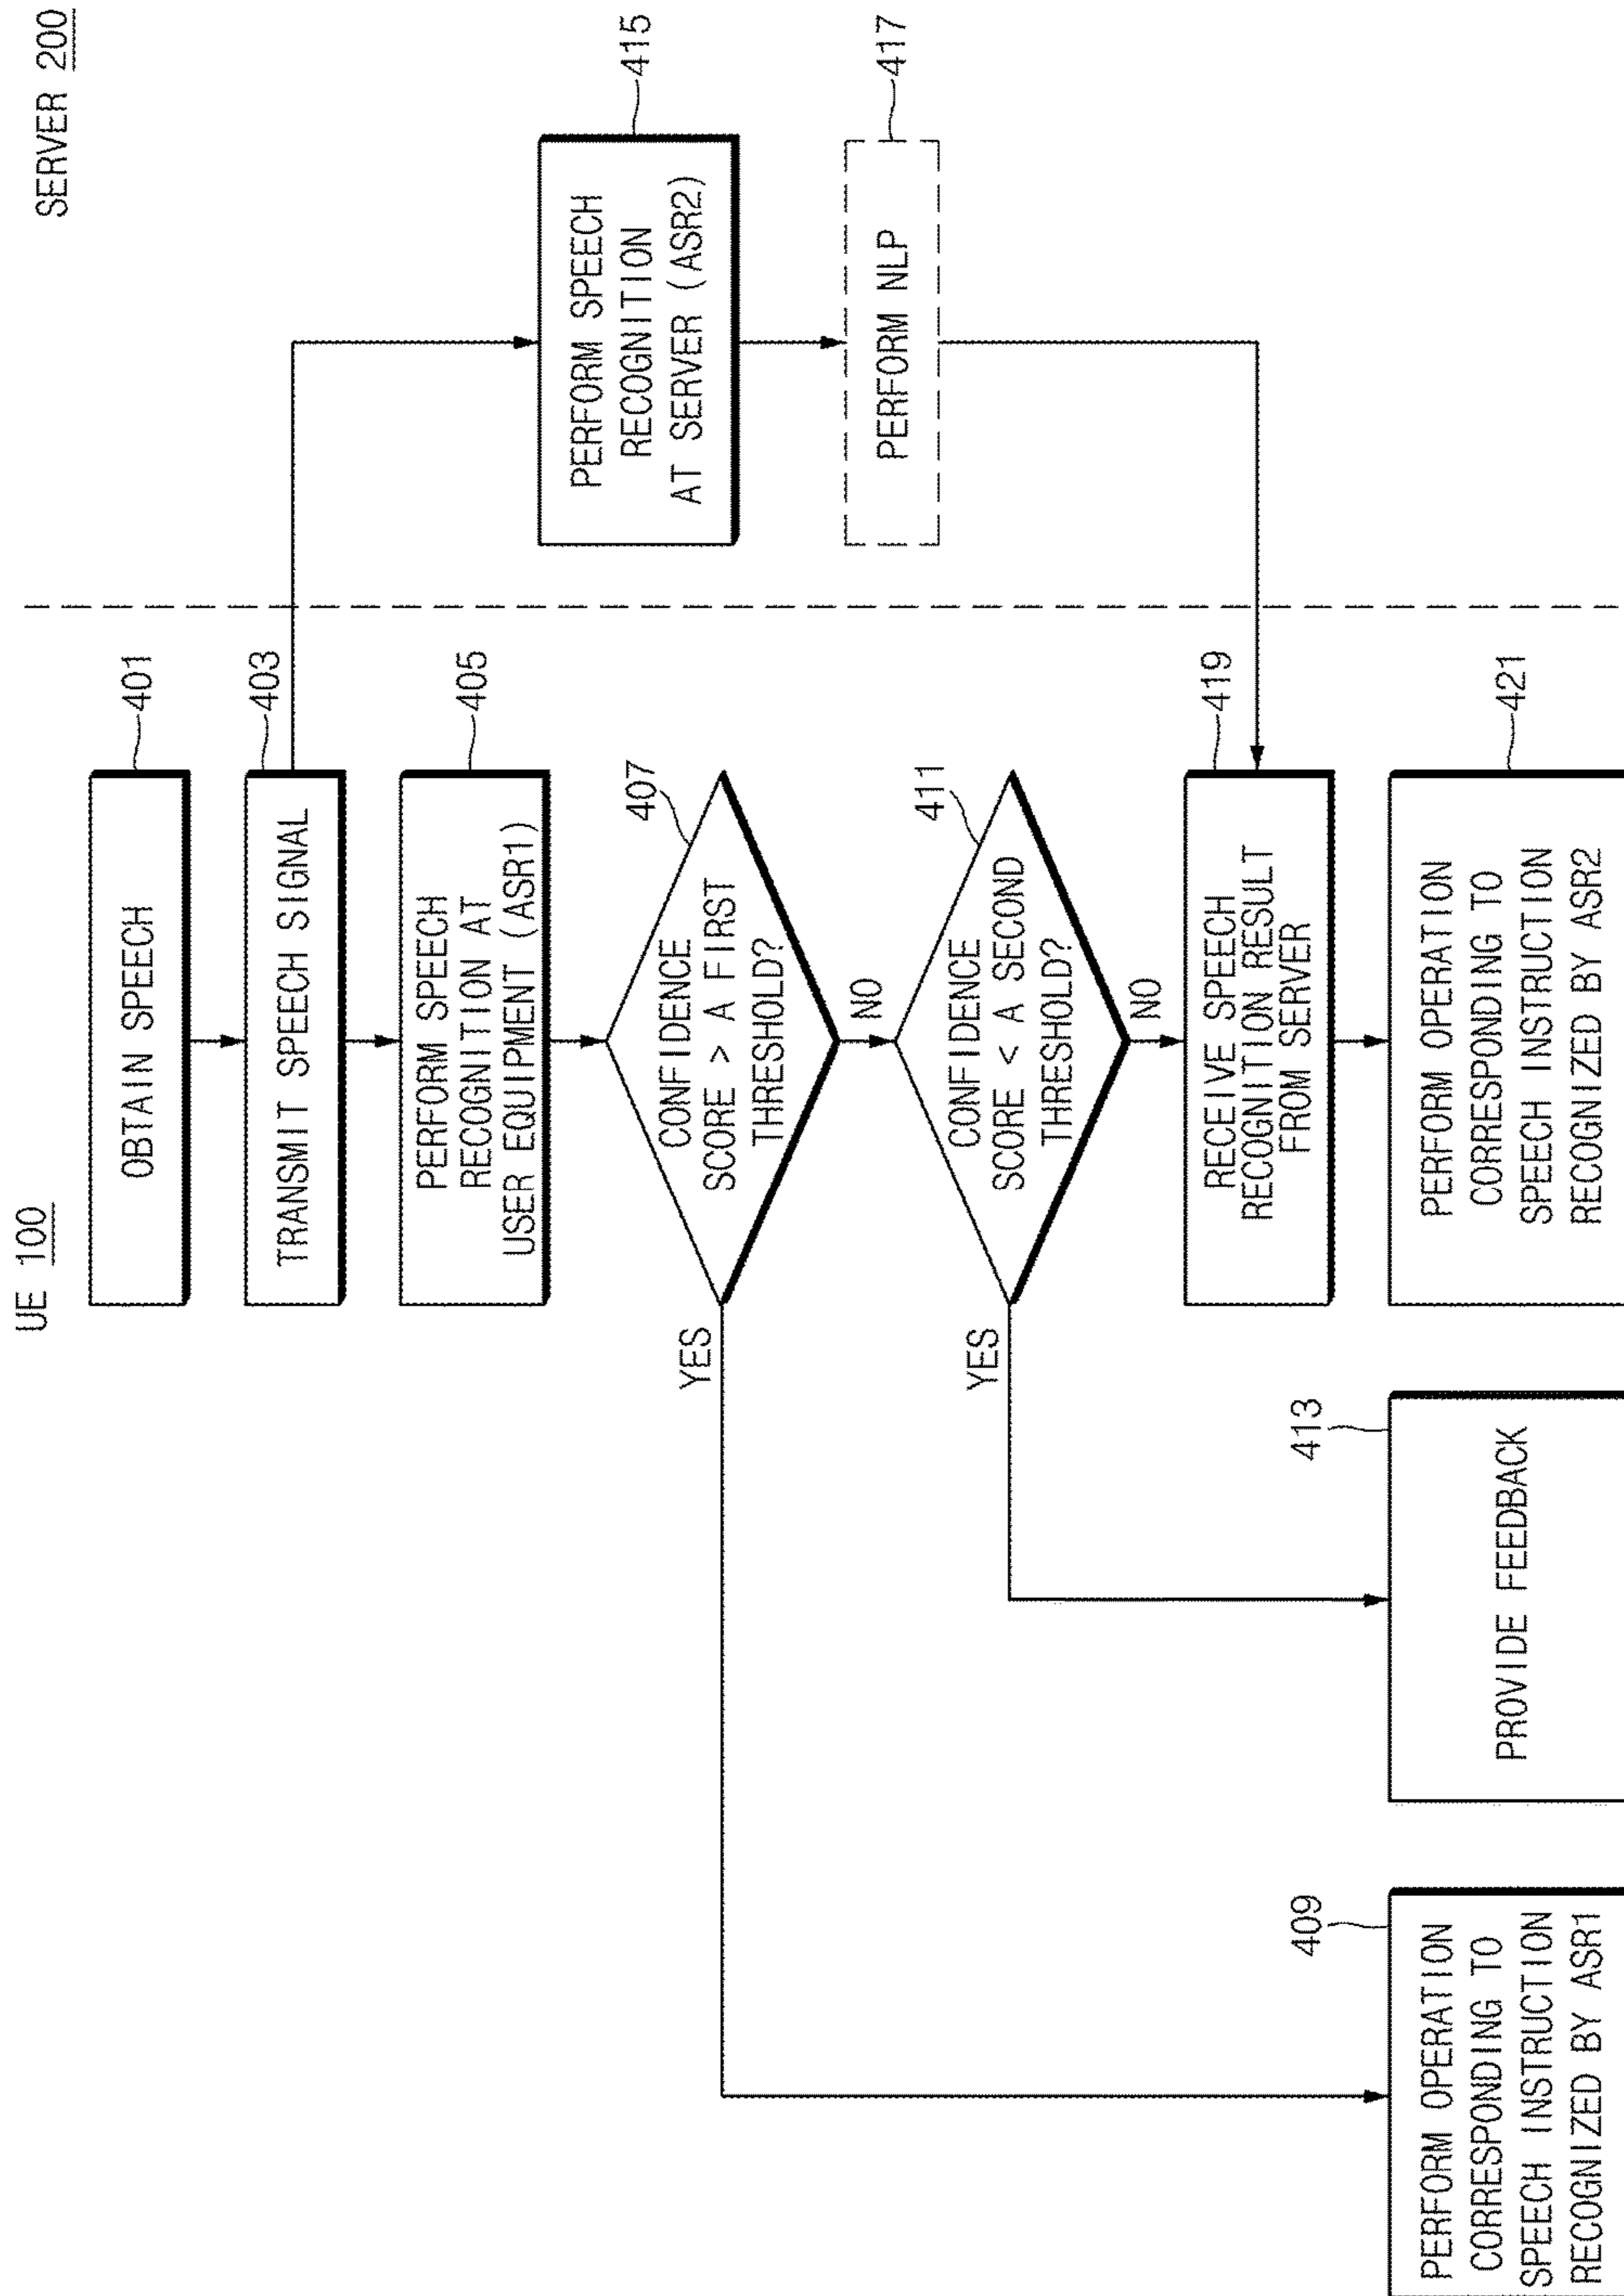 UE 100
SERVER 200
OBTAIN SPEECH
401
TRANSMIT SPEECH SIGNAL
403
PERFORM SPEECH
RECOGNITION AT
USER EQUIPMENT (ASR1)
405
CONFIDENCE
SCORE > A FIRST
THRESHOLD?
407
YES
NO
CONFIDENCE
SCORE < A SECOND
THRESHOLD?
411
YES
NO
PERFORM SPEECH
RECOGNITION
AT SERVER (ASR2)
415
PERFORM NLP
417
RECEIVE SPEECH
RECOGNITION RESULT
FROM SERVER
419
409
PERFORM OPERATION
CORRESPONDING TO
SPEECH INSTRUCTION
RECOGNIZED BY ASR1
413
PROVIDE FEEDBACK
PERFORM OPERATION
CORRESPONDING TO
SPEECH INSTRUCTION
RECOGNIZED BY ASR2
421